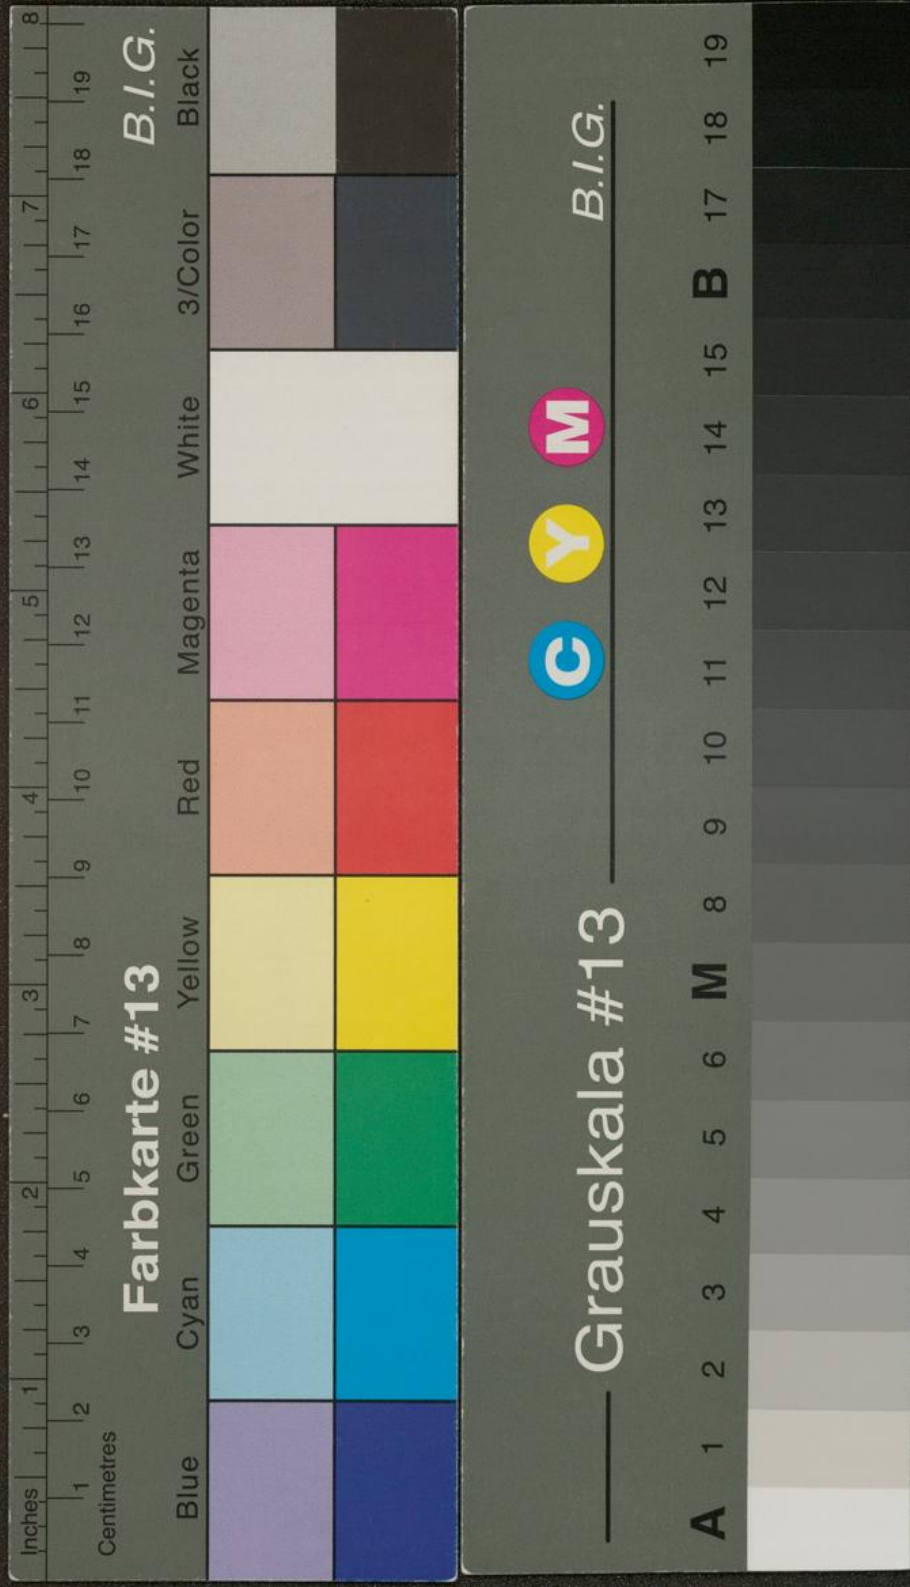 Inches 1 2 3 4 5 6 7 8
1 2 3 4 5 6 7 8 9 10 11 12 13 14 15 16 17 18 19
Centimetres
Farbkarte #13 B.I.G.
Blue Cyan Green Yellow Red Magenta White 3/Color Black
C Y M B.I.G.
Grauskala #13
A 1 2 3 4 5 6 M 8 9 10 11 12 13 14 15 B 17 18 19